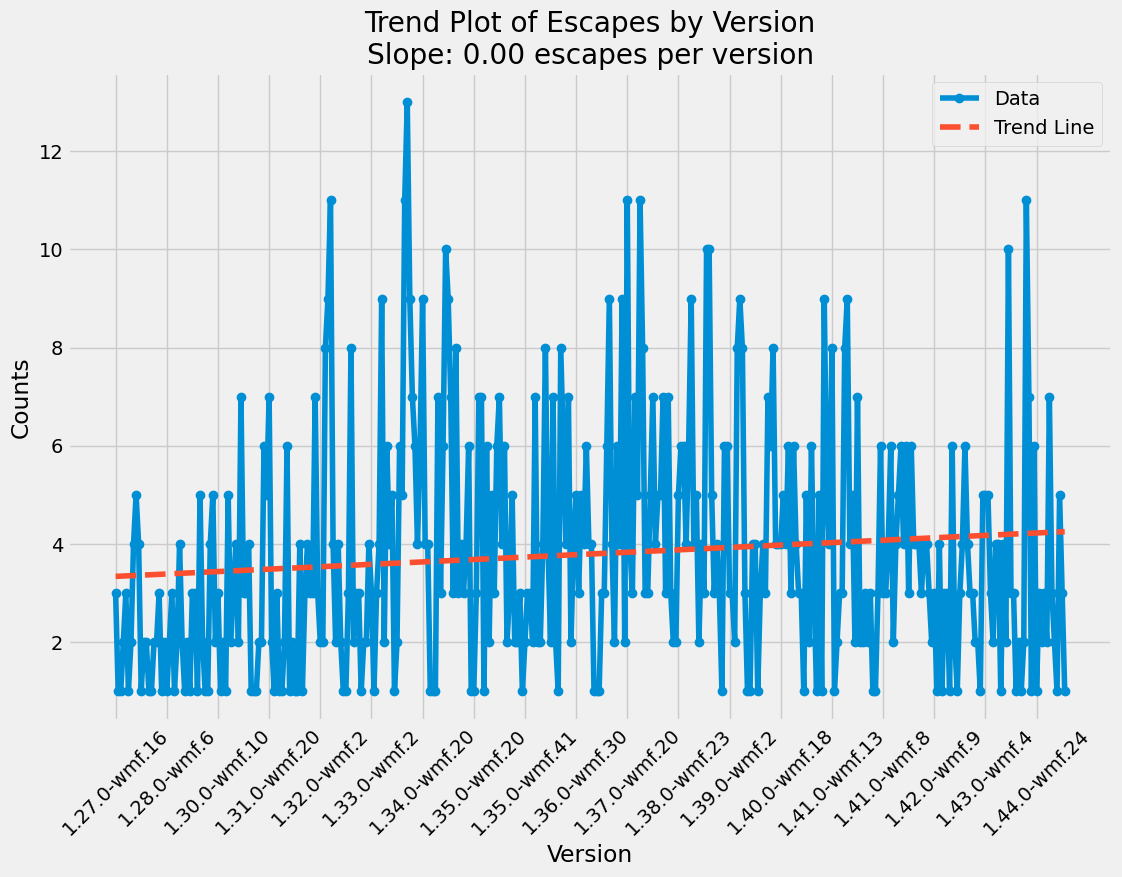 Trend Plot of Escapes by Version
Slope: 0.00 escapes per version
Data
Trend Line
Counts
12
10
8
6
4
2
1.27.0-wmf.16
1.28.0-wmf.6
1.30.0-wmf.10
1.31.0-wmf.20
1.32.0-wmf.2
1.33.0-wmf.2
1.34.0-wmf.20
1.35.0-wmf.20
1.35.0-wmf.41
1.36.0-wmf.30
1.37.0-wmf.20
1.38.0-wmf.23
1.39.0-wmf.2
1.40.0-wmf.18
1.41.0-wmf.13
1.41.0-wmf.8
1.42.0-wmf.9
1.43.0-wmf.4
1.44.0-wmf.24
Version